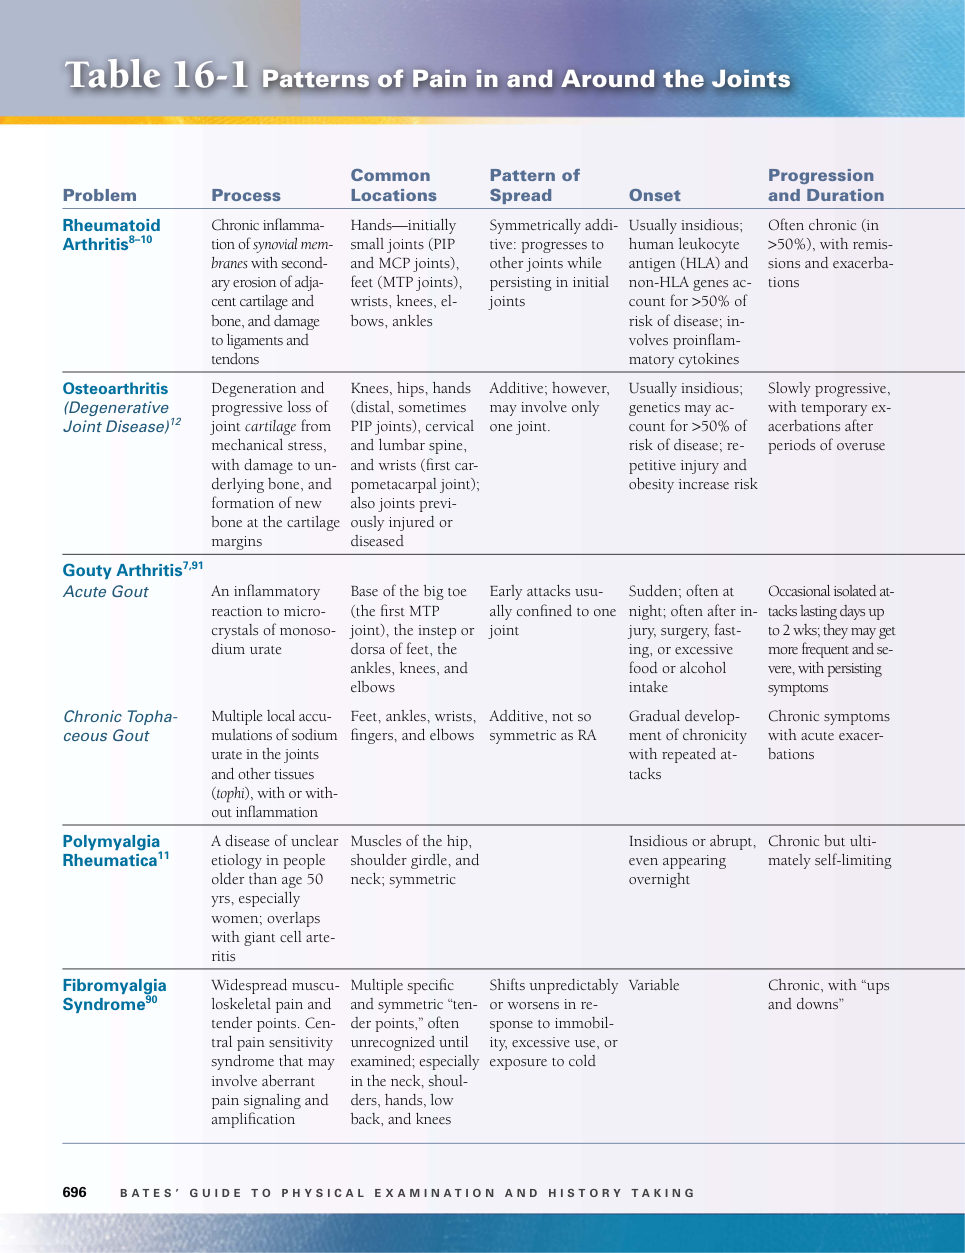 Table 16-1 Patterns of Pain in and Around the Joints
Problem
Process
Common
Locations
Pattern of
Spread
Onset
Progression
and Duration
Rheumatoid
Arthritis8–10
Chronic inflamma-
tion of synovial mem-
branes with second-
ary erosion of adja-
cent cartilage and
bone, and damage
to ligaments and
tendons
Hands—initially
small joints (PIP
and MCP joints),
feet (MTP joints),
wrists, knees, el-
bows, ankles
Symmetrically addi-
tive: progresses to
other joints while
persisting in initial
joints
Usually insidious;
human leukocyte
antigen (HLA) and
non-HLA genes ac-
count for >50% of
risk of disease; in-
volves proinflam-
matory cytokines
Often chronic (in
>50%), with remis-
sions and exacerba-
tions
Osteoarthritis
(Degenerative
Joint Disease)12
Degeneration and
progressive loss of
joint cartilage from
mechanical stress,
with damage to un-
derlying bone, and
formation of new
bone at the cartilage
margins
Knees, hips, hands
(distal, sometimes
PIP joints), cervical
and lumbar spine,
and wrists (first car-
pometacarpal joint);
also joints previ-
ously injured or
diseased
Additive; however,
may involve only
one joint.
Usually insidious;
genetics may ac-
count for >50% of
risk of disease; re-
petitive injury and
obesity increase risk
Slowly progressive,
with temporary ex-
acerbations after
periods of overuse
Gouty Arthritis7,91
Acute Gout
An inflammatory
reaction to micro-
crystals of monoso-
dium urate
Base of the big toe
(the first MTP
joint), the instep or
dorsa of feet, the
ankles, knees, and
elbows
Early attacks usu-
ally confined to one
joint
Sudden; often at
night; often after in-
jury, surgery, fast-
ing, or excessive
food or alcohol
intake
Occasional isolated at-
tacks lasting days up
to 2 wks; they may get
more frequent and se-
vere, with persisting
symptoms
Chronic Topha-
ceous Gout
Multiple local accu-
mulations of sodium
urate in the joints
and other tissues
(tophi), with or with-
out inflammation
Feet, ankles, wrists,
fingers, and elbows
Additive, not so
symmetric as RA
Gradual develop-
ment of chronicity
with repeated at-
tacks
Chronic symptoms
with acute exacer-
bations
Polymyalgia
Rheumatica11
A disease of unclear
etiology in people
older than age 50
yrs, especially
women; overlaps
with giant cell arte-
ritis
Muscles of the hip,
shoulder girdle, and
neck; symmetric
Insidious or abrupt,
even appearing
overnight
Chronic but ulti-
mately self-limiting
Fibromyalgia
Syndrome90
Widespread muscu-
loskeletal pain and
tender points. Cen-
tral pain sensitivity
syndrome that may
involve aberrant
pain signaling and
amplification
Multiple specific
and symmetric “ten-
der points,” often
unrecognized until
examined; especially
in the neck, shoul-
ders, hands, low
back, and knees
Shifts unpredictably
or worsens in re-
sponse to immobil-
ity, excessive use, or
exposure to cold
Variable
Chronic, with “ups
and downs”
696 BATES’ GUIDE TO PHYSICAL EXAMINATION AND HISTORY TAKING